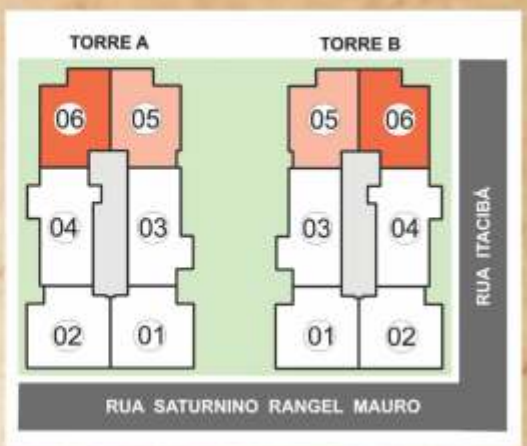 TORRE A
TORRE B
06 05
05 06
04 03
03 04
02 01
01 02
RUA ITACIBÁ
RUA SATURNINO RANGEL MAURO